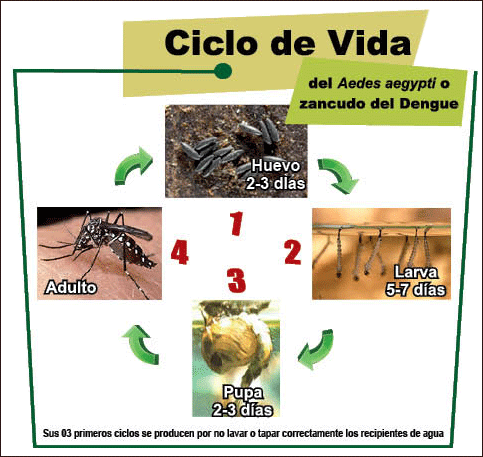 Ciclo de Vida
del Aedes aegypti o
zancudo del Dengue
Huevo
2-3 días
1
2
Larva
5-7 días
3
Pupa
2-3 días
4
Adulto
Sus 03 primeros ciclos se producen por no lavar o tapar correctamente los recipientes de agua